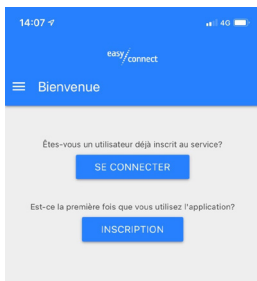 14:07 4G
easy/connect
Bienvenue
Êtes-vous un utilisateur déjà inscrit au service?
SE CONNECTER
Est-ce la première fois que vous utilisez l'application?
INSCRIPTION